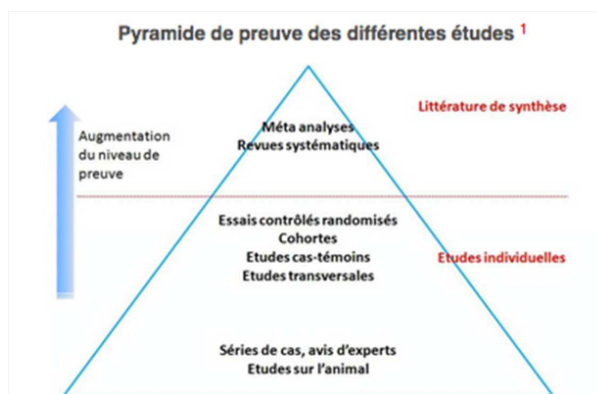 Pyramide de preuve des différentes études 1
Littérature de synthèse
Augmentation
du niveau de
preuve
Méta analyses
Revues systématiques
Essais contrôlés randomisés
Cohortes
Etudes cas-témoins
Etudes transversales
Etudes individuelles
Séries de cas, avis d'experts
Etudes sur l'animal